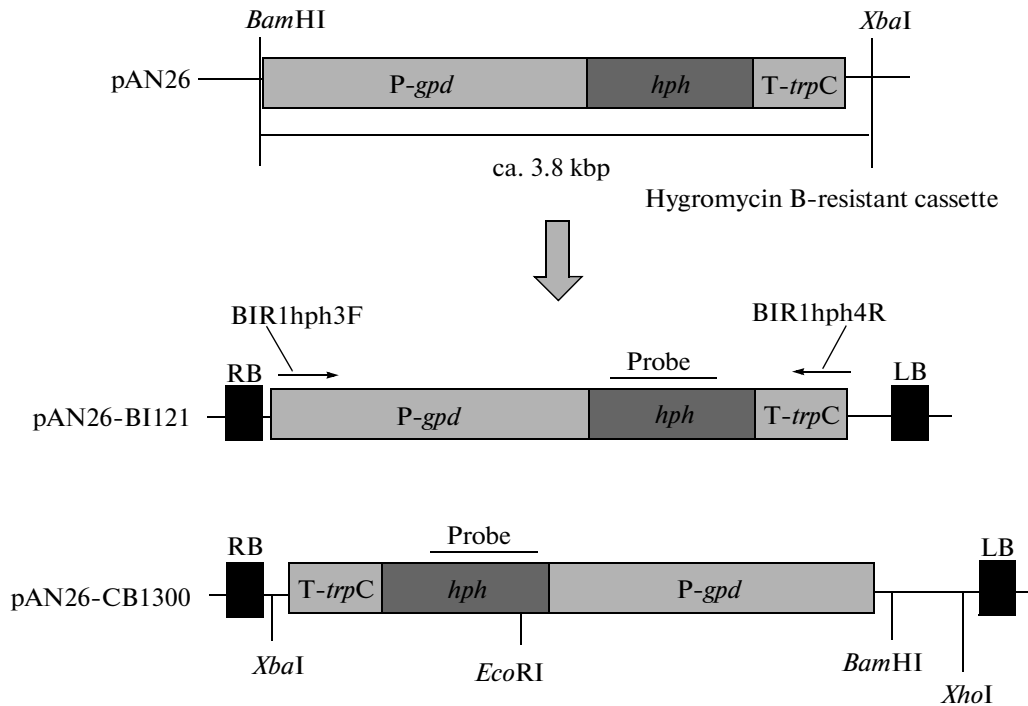 BamHI
XbaI
pAN26
P-gpd
hph
T-trpC
ca. 3.8 kbp
Hygromycin B-resistant cassette
BIR1hph3F
BIR1hph4R
RB
Probe
LB
pAN26-BI121
P-gpd
hph
T-trpC
RB
Probe
LB
pAN26-CB1300
T-trpC
hph
P-gpd
XbaI
EcoRI
BamHI
XhoI